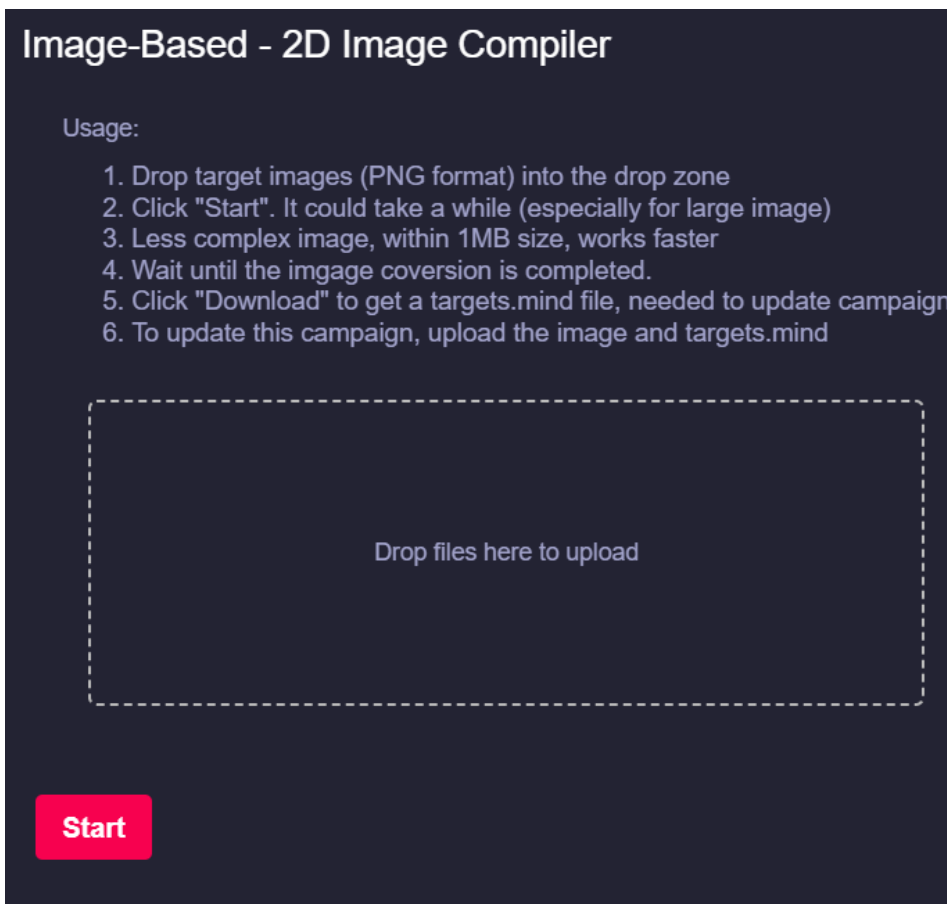 Image-Based - 2D Image Compiler
Usage:
1. Drop target images (PNG format) into the drop zone
2. Click "Start". It could take a while (especially for large image)
3. Less complex image, within 1MB size, works faster
4. Wait until the imgage coversion is completed.
5. Click "Download" to get a targets.mind file, needed to update campaign
6. To update this campaign, upload the image and targets.mind
Drop files here to upload
Start